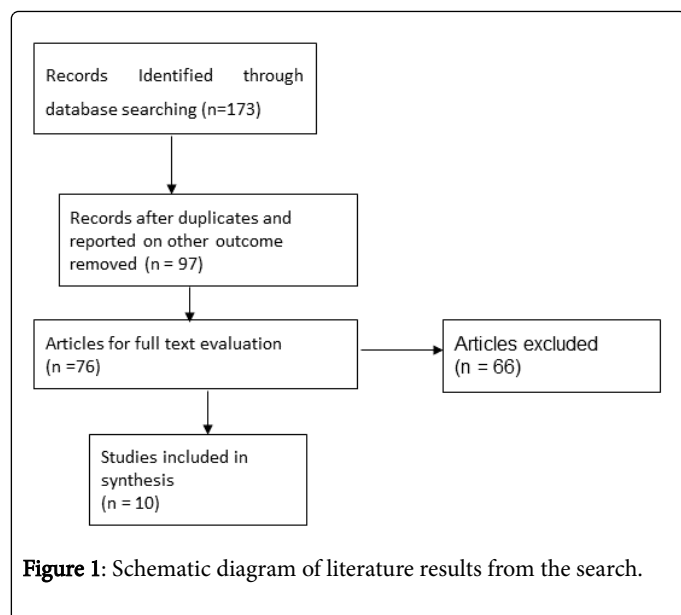 Records Identified through
database searching (n=173)
Records after duplicates and
reported on other outcome
removed (n = 97)
Articles for full text evaluation
(n =76)
Articles excluded
(n = 66)
Studies included in
synthesis
(n = 10)
Figure 1: Schematic diagram of literature results from the search.